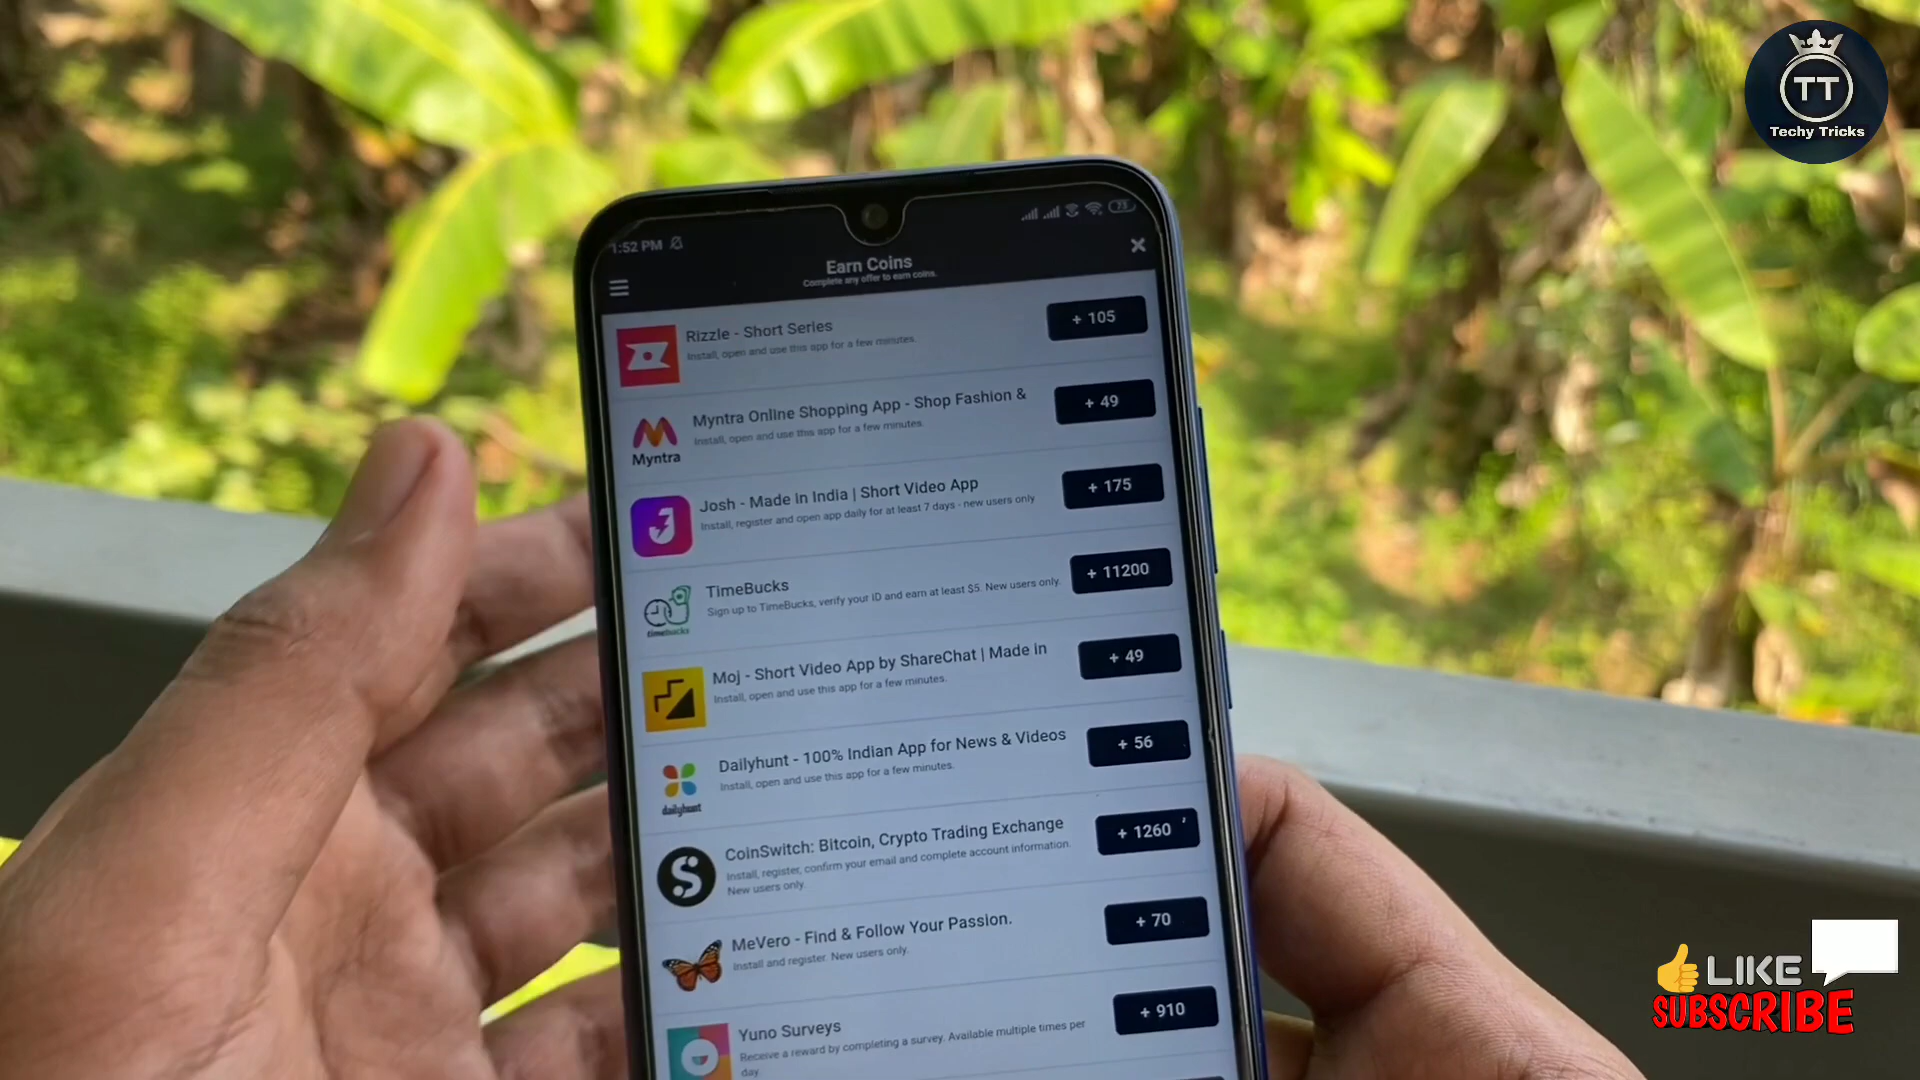 TT
Techy Tricks
1:52 PM
73
Earn Coins
Complete any offer to earn coins.
Rizzle - Short Series
Install, open and use this app for a few minutes.
+ 105
Myntra Online Shopping App - Shop Fashion &
Install, open and use this app for a few minutes.
+ 49
Myntra
Josh - Made in India | Short Video App
Install, register and open app daily for at least 7 days - new users only
+ 175
TimeBucks
Sign up to TimeBucks, verify your ID and earn at least $5. New users only.
+ 11200
timebucks
Moj - Short Video App by ShareChat | Made in
Install, open and use this app for a few minutes.
+ 49
Dailyhunt - 100% Indian App for News & Videos
Install, open and use this app for a few minutes.
+ 56
dailyhunt
CoinSwitch: Bitcoin, Crypto Trading Exchange
Install, register, confirm your email and complete account information.
New users only.
+ 1260
MeVero - Find & Follow Your Passion.
Install and register. New users only.
+ 70
Yuno Surveys
Receive a reward by completing a survey. Available multiple times per
day.
+ 910
LIKE
SUBSCRIBE